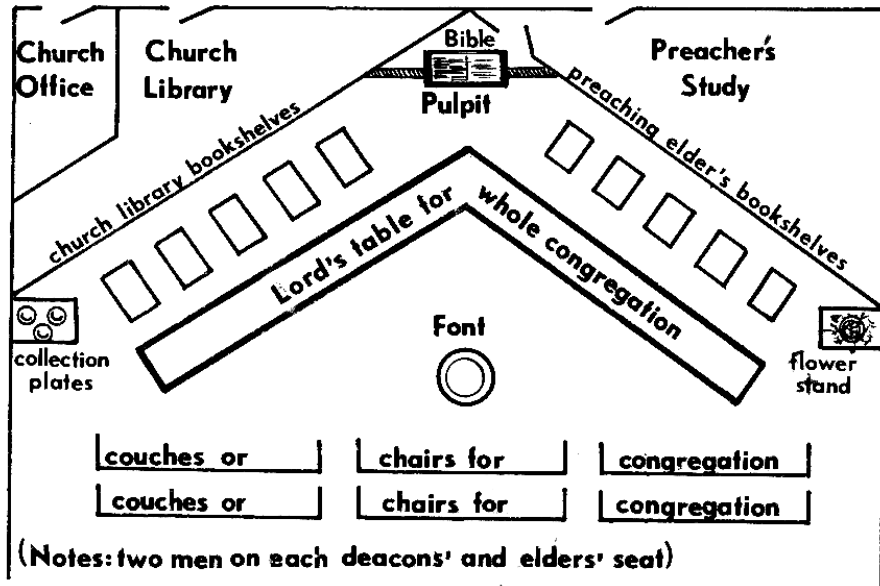 Church
Office
Church
Library
Bible
Pulpit
Preacher's
Study
church library bookshelves
preaching elder's bookshelves
Lord's table for
whole congregation
collection
plates
Font
flower
stand
couches or
chairs for
congregation
couches or
chairs for
congregation
(Notes: two men on each deacons' and elders' seat)